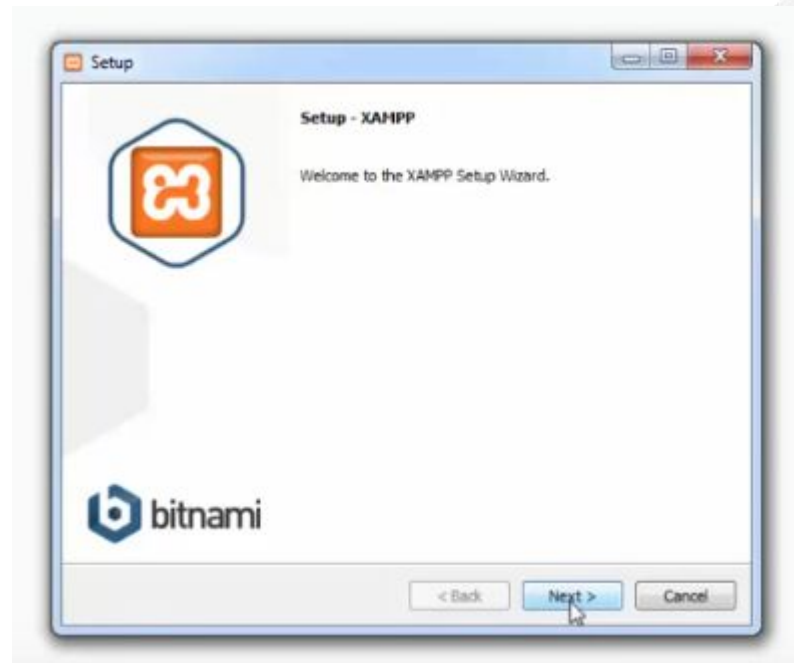 Setup
Setup - XAMPP
Welcome to the XAMPP Setup Wizard.
bitnami
< Back Next > Cancel